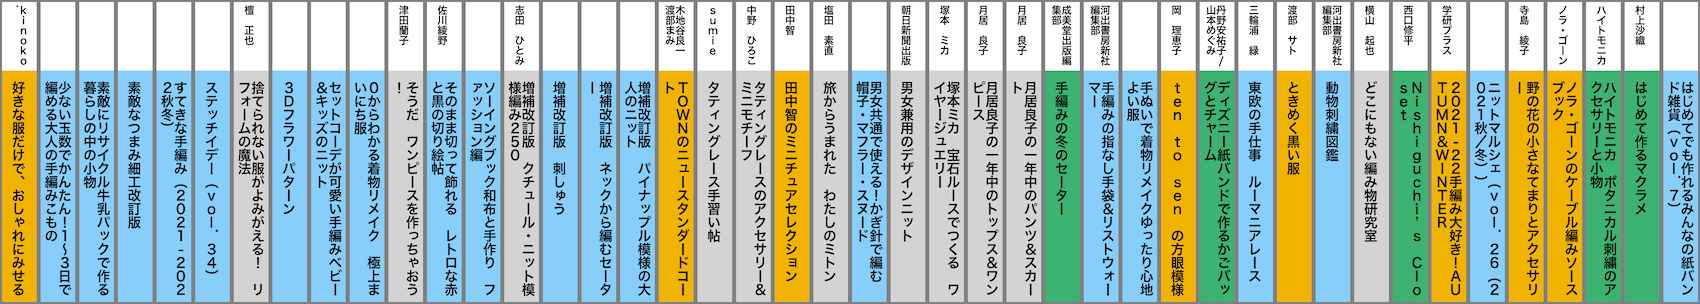 はじめてでも作れるみんなの紙バン
ド雑貨（ｖｏｌ．７）
村上沙織
はじめて作るマクラメ
ハイトモニカ
ハイトモニカ　ボタニカル刺繍のア
クセサリーと小物
ノラ・ゴーン
ノラ・ゴーンのケーブル編みソース
ブック
寺島　綾子
野の花の小さなてまりとアクセサリ
ー
ニットマルシェ（ｖｏｌ．２６（２
０２１秋／冬）
学研プラス
２０２１-２２手編み大好き！ＡＵ
ＴＵＭＮ＆ＷＩＮＴＥＲ
西口修平
Ｎｉｓｈｉｇｕｃｈｉ’ｓ　Ｃｌｏ
ｓｅｔ
横山　起也
どこにもない編み物研究室
河出書房新社
編集部
動物刺繍図鑑
渡部　サト
ときめく黒い服
三輪浦　緑
東欧の手仕事　ルーマニアレース
丹野安祐子／
山本めぐみ
ディズニー紙バンドで作るかごバッ
グとチャーム
岡　理恵子
ｔｅｎ　ｔｏ　ｓｅｎ　の方眼模様
手ぬいで着物リメイクゆったり心地
よい服
河出書房新社
編集部
手編みの指なし手袋＆リストウォー
マー
成美堂出版編
集部
手編みの冬のセーター
月居　良子
月居良子の一年中のパンツ＆スカー
ト
月居　良子
月居良子の一年中のトップス＆ワン
ピース
塚本　ミカ
塚本ミカ　宝石ルースでつくる　ワ
イヤージュエリー
朝日新聞出版
男女兼用のデザインニット
男女共通で使える！かぎ針で編む
帽子・マフラー・スヌード
塩田　素直
旅からうまれた　わたしのミトン
田中智
田中智のミニチュアセレクション
中野　ひろこ
タティングレースのアクセサリー＆
ミニモチーフ
ｓｕｍｉｅ
タティングレース手習い帖
木地谷良一
渡部まみ
ＴＯＷＮのニュースタンダードコー
ト
増補改訂版　パイナップル模様の大
人のニット
増補改訂版　ネックから編むセータ
ー
増補改訂版　刺しゅう
志田　ひとみ
増補改訂版　クチュール・ニット模
様編み２５０
ソーイングブック和布と手作り　フ
ァッション編
佐川綾野
そのまま切って飾れる　レトロな赤
と黒の切り絵帖
津田蘭子
そうだ　ワンピースを作っちゃおう
！
０からわかる着物リメイク　極上ま
いにち服
セットコーデが可愛い手編みベビー
＆キッズのニット
３Ｄフラワーパターン
檀　正也
捨てられない服がよみがえる！　リ
フォームの魔法
ステッチイデー（ｖｏｌ．３４）
すてきな手編み（２０２１-２０２
２秋冬）
素敵なつまみ細工改訂版
素敵にリサイクル牛乳パックで作る
暮らしの中の小物
少ない玉数でかんたん！１〜３日で
編める大人の手編みこもの
．ｋｉｎｏｋｏ
好きな服だけで、おしゃれにみせる